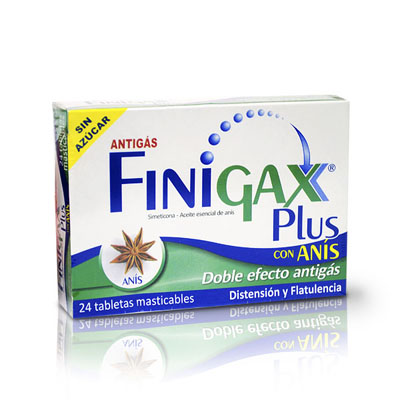 SIN
AZÚCAR
ANTIGÁS
FINIGAX®
Simeticona - Aceite esencial de anís
Plus
CON ANÍS
ANÍS
Doble efecto antigás
24 tabletas masticables
Distensión y Flatulencia